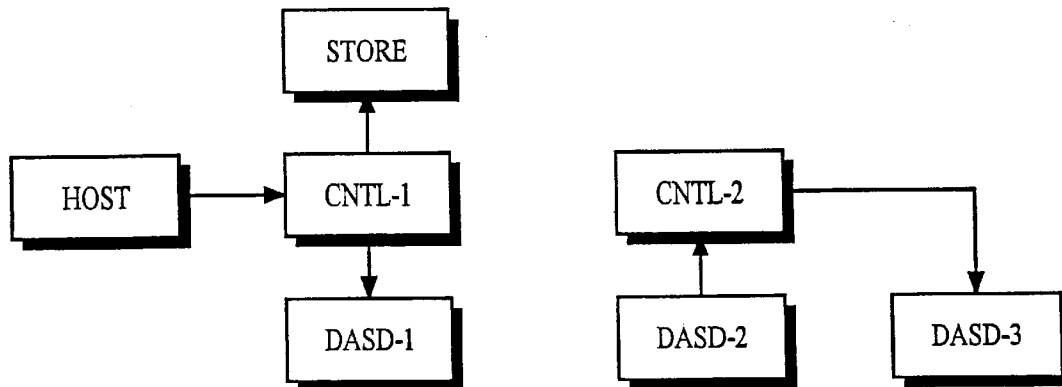 STORE
HOST
CNTL-1
CNTL-2
DASD-1
DASD-2
DASD-3